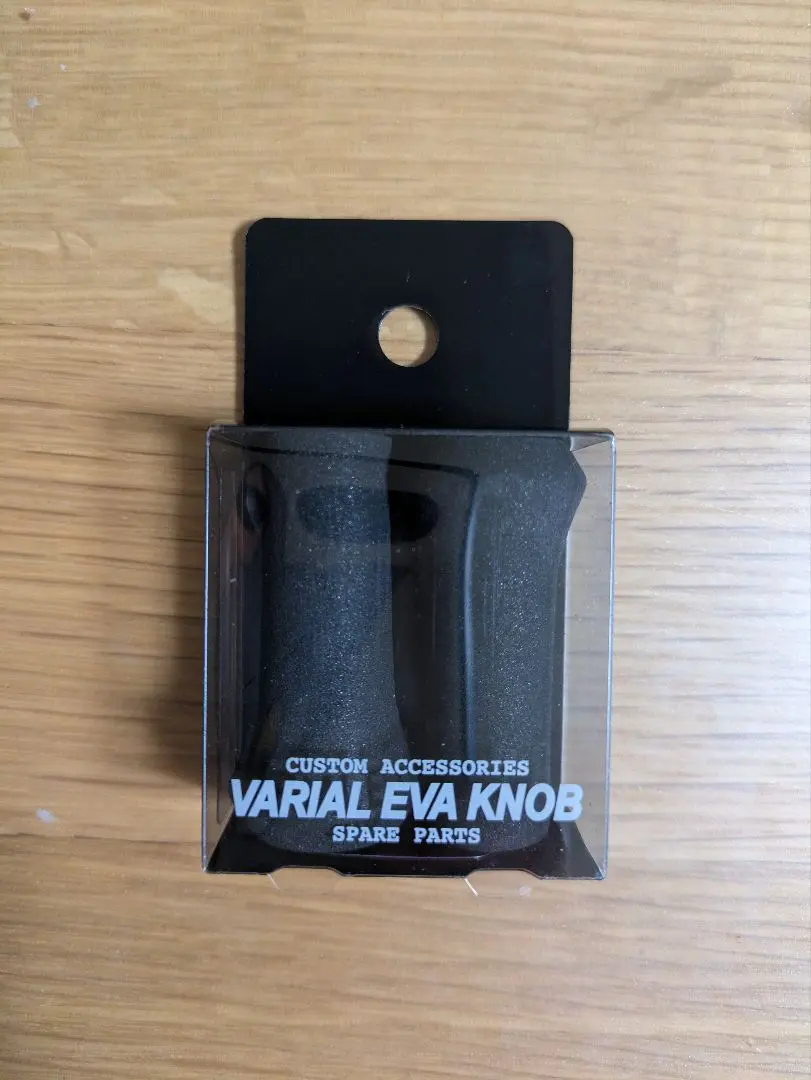 CUSTOM ACCESSORIES
VARIAL EVA KNOB
SPARE PARTS